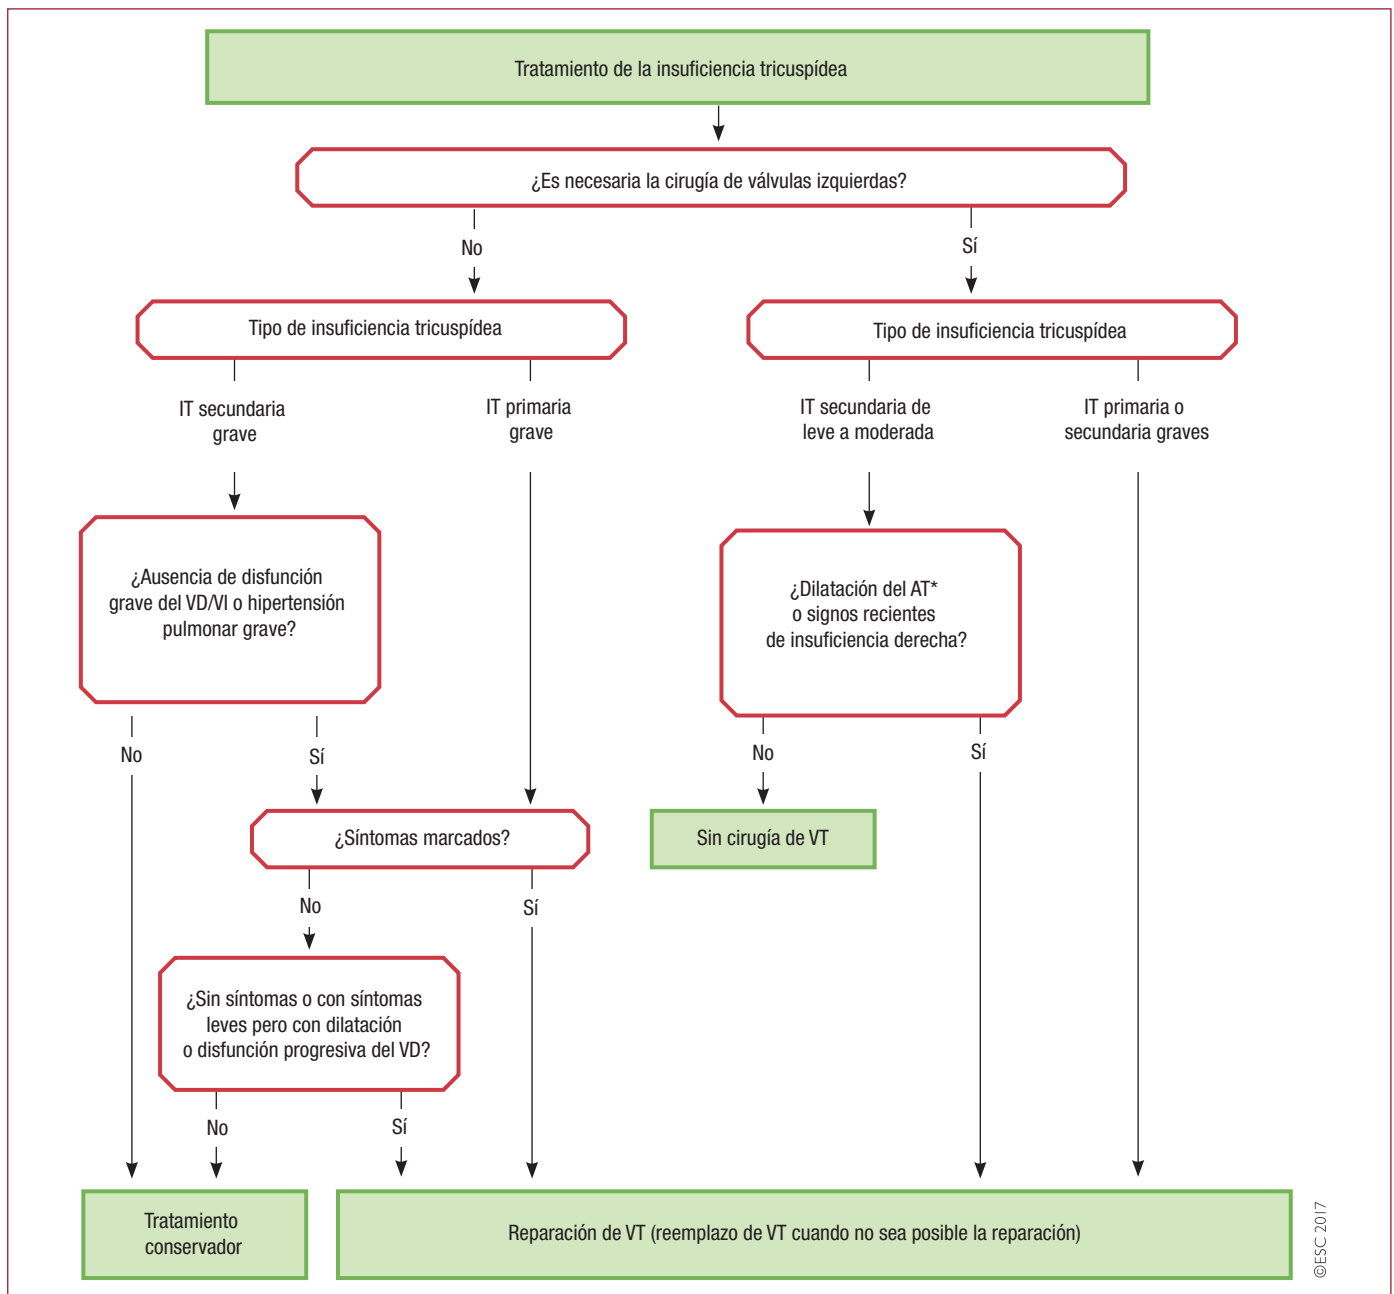 Tratamiento de la insuficiencia tricuspídea
¿Es necesaria la cirugía de válvulas izquierdas?
No
Sí
Tipo de insuficiencia tricuspídea
Tipo de insuficiencia tricuspídea
IT secundaria
grave
IT primaria
grave
IT secundaria de
leve a moderada
IT primaria o
secundaria graves
¿Ausencia de disfunción
grave del VD/VI o hipertensión
pulmonar grave?
¿Dilatación del AT*
o signos recientes
de insuficiencia derecha?
No
Sí
No
Sí
¿Síntomas marcados?
Sin cirugía de VT
No
Sí
¿Sin síntomas o con síntomas
leves pero con dilatación
o disfunción progresiva del VD?
No
Sí
Tratamiento
conservador
Reparación de VT (reemplazo de VT cuando no sea posible la reparación)
©ESC 2017